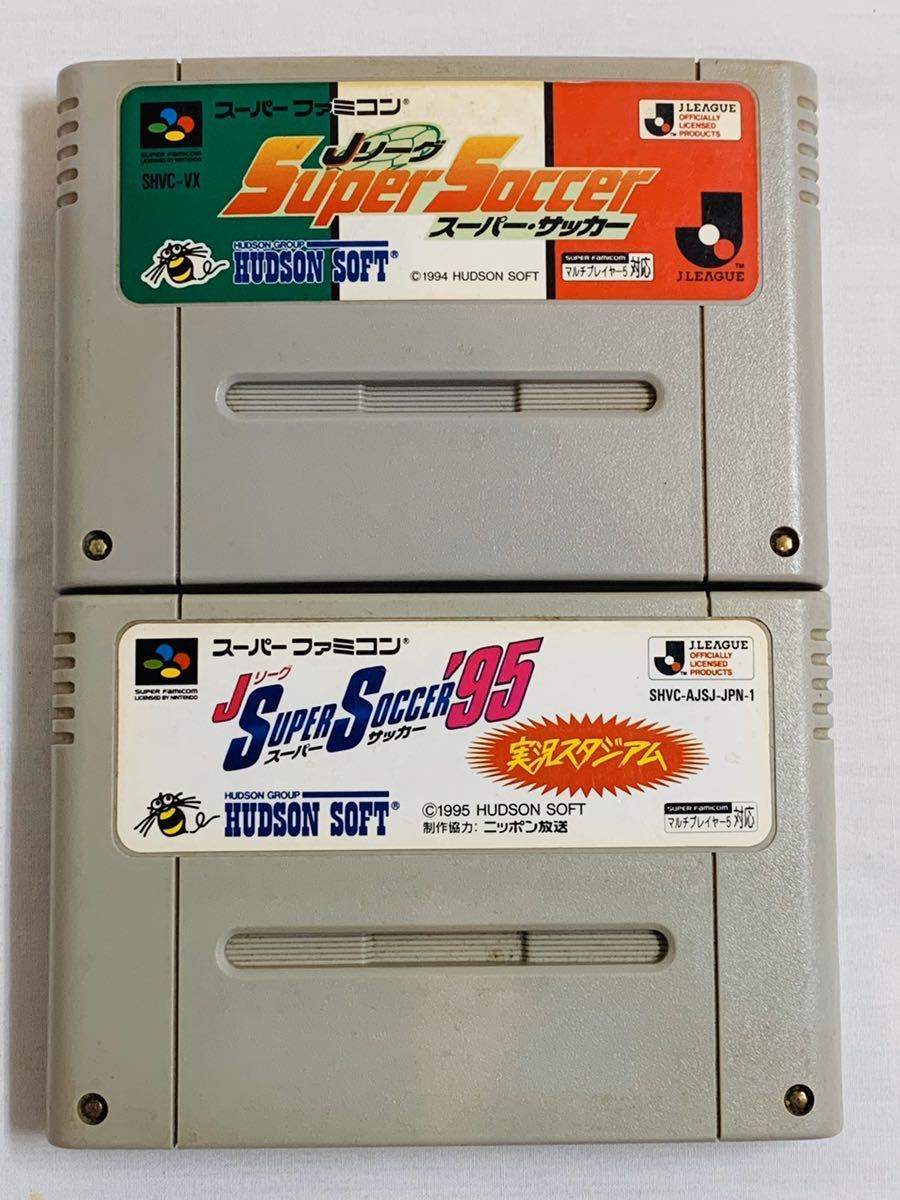 スーパーファミコン®
SUPER FAMICOM
LICENSED BY NINTENDO
SHVC-VX
Jリーグ
Super Soccer
スーパー・サッカー
J.LEAGUE
OFFICIALLY
LICENSED
PRODUCTS
TM
HUDSON GROUP
HUDSON SOFT®
©1994 HUDSON SOFT
SUPER FAMICOM
マルチプレイヤー5 対応
TM
J.LEAGUE
スーパーファミコン®
SUPER FAMICOM
LICENSED BY NINTENDO
Jリーグ
SUPER SOCCER '95
スーパー サッカー
実況スタジアム
J.LEAGUE
OFFICIALLY
LICENSED
PRODUCTS
TM
SHVC-AJSJ-JPN-1
HUDSON GROUP
HUDSON SOFT®
©1995 HUDSON SOFT
制作協力: ニッポン放送
SUPER FAMICOM
マルチプレイヤー5 対応